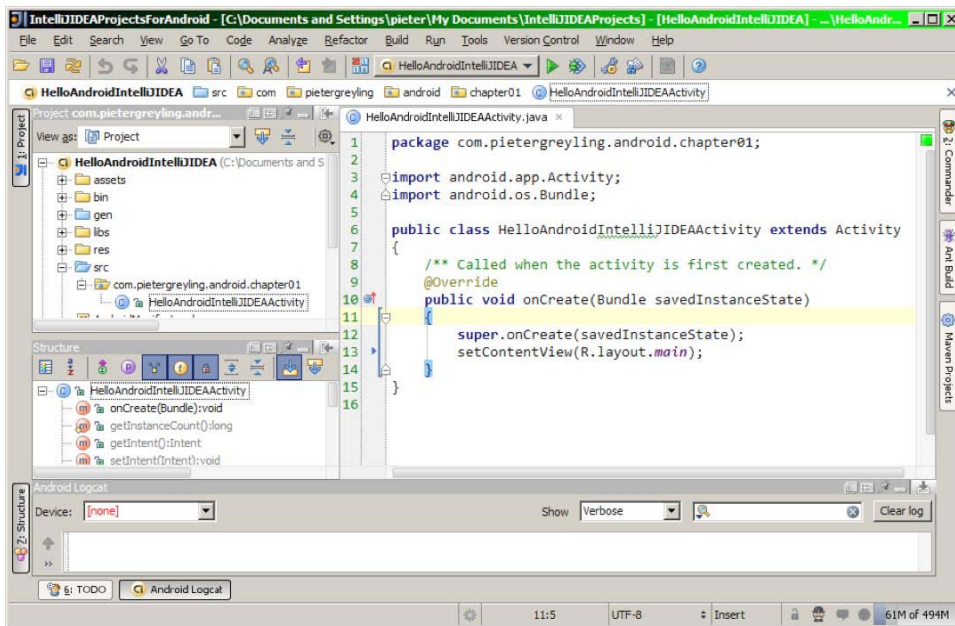 IntelliJIDEAProjectsForAndroid - [C:\Documents and Settings\pieter\My Documents\IntelliJIDEAProjects] - [HelloAndroidIntelliJIDEA] - ...\HelloAndr...
File Edit Search View Go To Code Analyze Refactor Build Run Tools Version Control Window Help
HelloAndroidIntelliJIDEA
HelloAndroidIntelliJIDEA src com pietergreyling android chapter01 HelloAndroidIntelliJIDEAActivity
1: Project
Project com.pietergreyling.andr...
View as: Project
HelloAndroidIntelliJIDEA (C:\Documents and S
assets
bin
gen
libs
res
src
com.pietergreyling.android.chapter01
HelloAndroidIntelliJIDEAActivity
Structure
HelloAndroidIntelliJIDEAActivity
onCreate(Bundle):void
getInstanceCount():long
getIntent():Intent
setIntent(Intent):void
7: Structure
HelloAndroidIntelliJIDEAActivity.java
1 package com.pietergreyling.android.chapter01;
2
3 import android.app.Activity;
4 import android.os.Bundle;
5
6 public class HelloAndroidIntelliJIDEAActivity extends Activity
7 {
8 /** Called when the activity is first created. */
9 @Override
10 public void onCreate(Bundle savedInstanceState)
11 {
12 super.onCreate(savedInstanceState);
13 setContentView(R.layout.main);
14 }
15 }
16
2: Commander
Ant Build
Maven Projects
Android Logcat
Device: [none] Show Verbose Clear log
6: TODO Android Logcat
11:5 UTF-8 Insert 61M of 494M